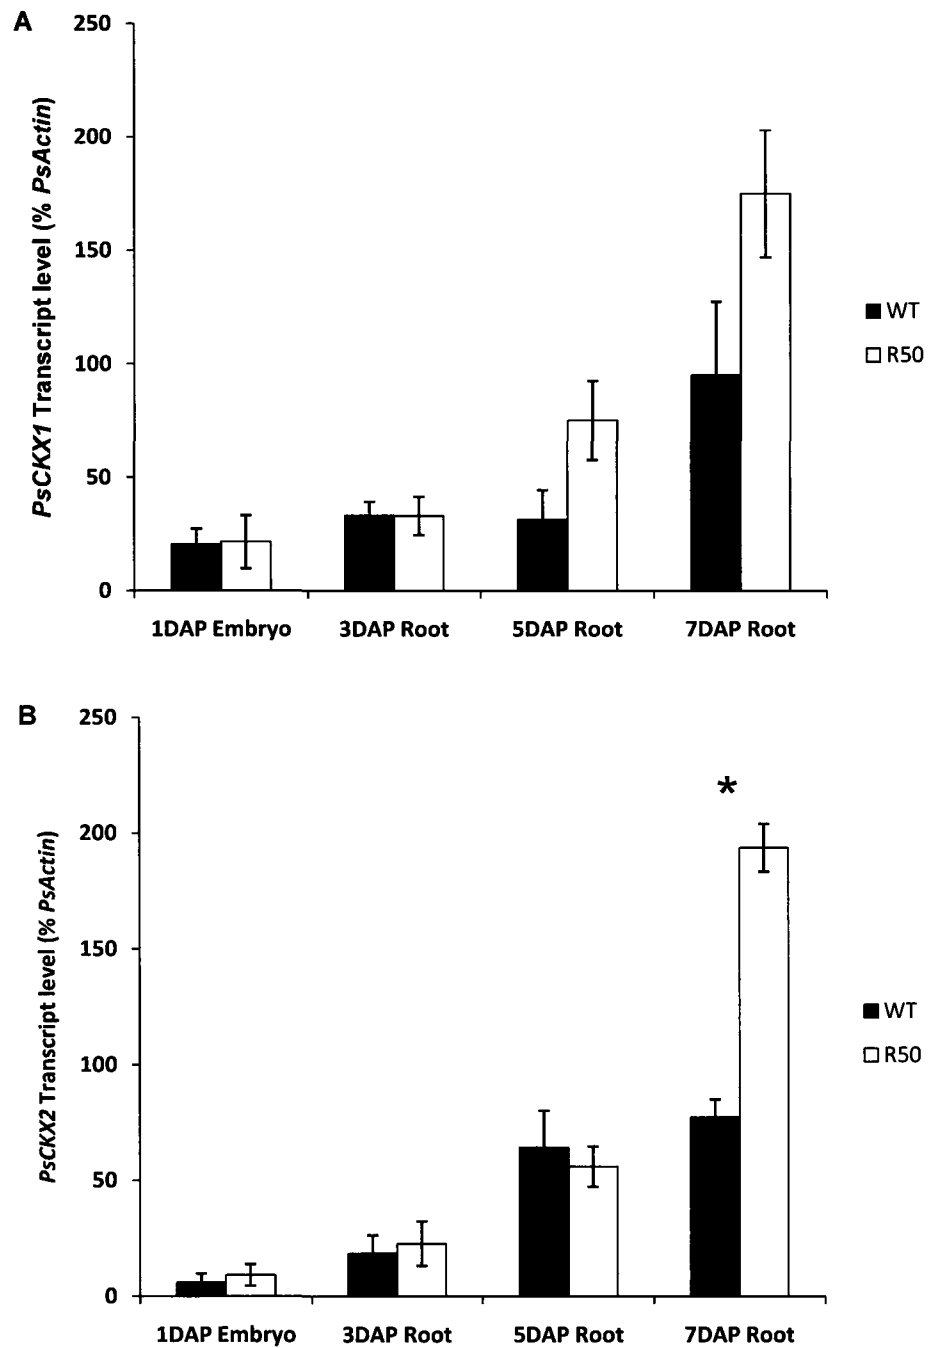 A
PsCKX1 Transcript level (% PsActin)
250
200
150
100
50
0
1DAP Embryo 3DAP Root 5DAP Root 7DAP Root
WT
R50
B
PsCKX2 Transcript level (% PsActin)
250
200
150
100
50
0
*
1DAP Embryo 3DAP Root 5DAP Root 7DAP Root
WT
R50